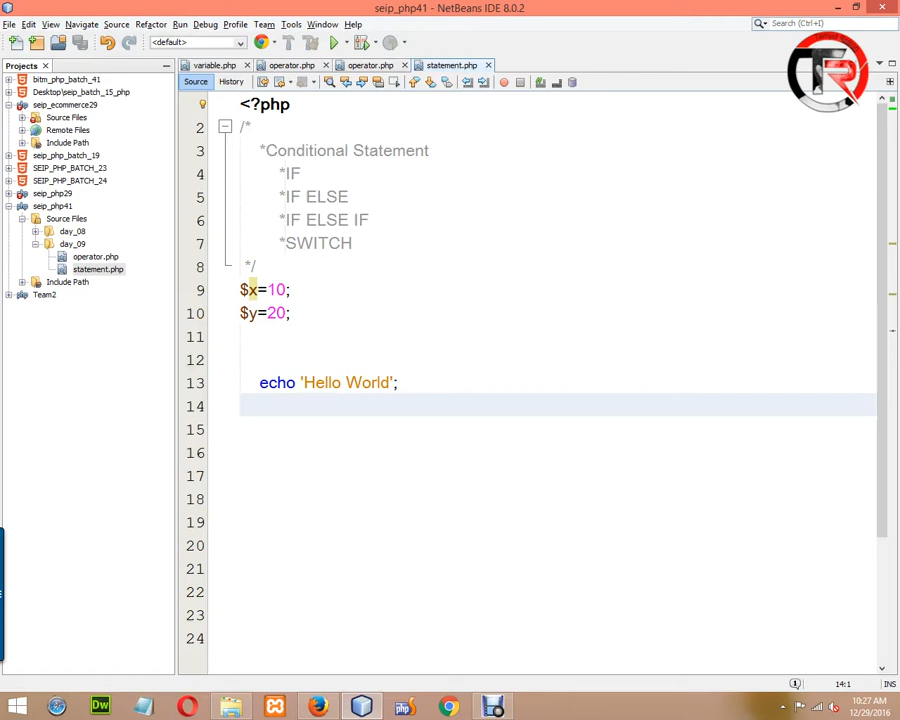 seip_php41 - NetBeans IDE 8.0.2
File Edit View Navigate Source Refactor Run Debug Profile Team Tools Window Help
Search (Ctrl+I)
<default>
Projects
variable.php operator.php operator.php statement.php
Source History
bitm_php_batch_41
Desktop\seip_batch_15_php
seip_ecommerce29
Source Files
Remote Files
Include Path
seip_php_batch_19
SEIP_PHP_BATCH_23
SEIP_PHP_BATCH_24
seip_php29
seip_php41
Source Files
day_08
day_09
operator.php
statement.php
Include Path
Team2
<?php
2 /*
3 *Conditional Statement
4 *IF
5 *IF ELSE
6 *IF ELSE IF
7 *SWITCH
8 */
9 $x=10;
10 $y=20;
11
12
13 echo 'Hello World';
14
15
16
17
18
19
20
21
22
23
24
TR
14:1 INS
Dw
php
10:27 AM
12/29/2016